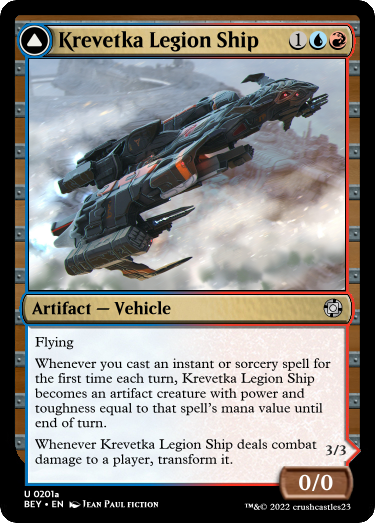 Krevetka Legion Ship 1
Artifact — Vehicle
Flying
Whenever you cast an instant or sorcery spell for
the first time each turn, Krevetka Legion Ship
becomes an artifact creature with power and
toughness equal to that spell's mana value until
end of turn.
Whenever Krevetka Legion Ship deals combat
damage to a player, transform it.
3/3
0/0
U 0201a
BEY • EN JEAN PAUL FICTION
™&© 2022 crushcastles23